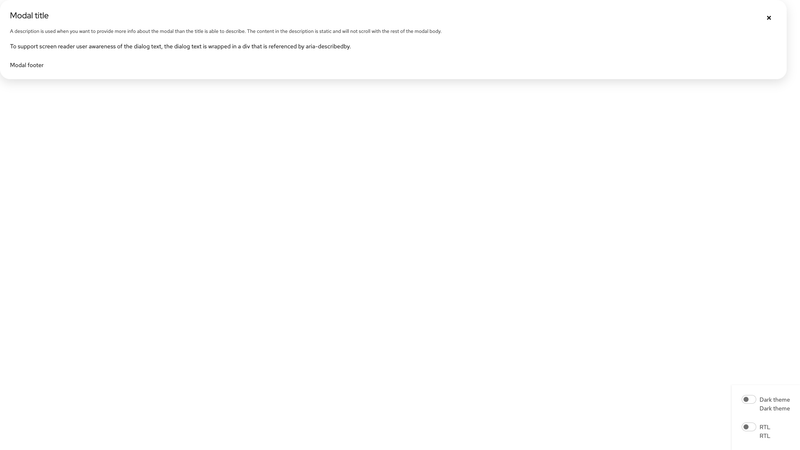 Modal title
A description is used when you want to provide more info about the modal than the title is able to describe. The content in the description is static and will not scroll with the rest of the modal body.
To support screen reader user awareness of the dialog text, the dialog text is wrapped in a div that is referenced by aria-describedby.
Modal footer
Dark theme
Dark theme
RTL
RTL